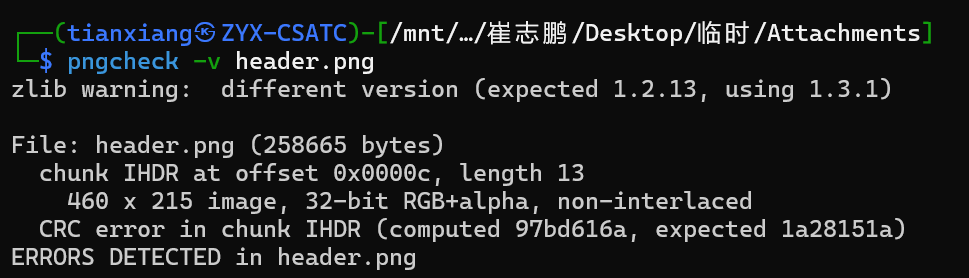 ┌──(tianxiang㉿ZYX-CSATC)-[/mnt/…/崔志鹏/Desktop/临时/Attachments]
└─$ pngcheck -v header.png
zlib warning:  different version (expected 1.2.13, using 1.3.1)

File: header.png (258665 bytes)
  chunk IHDR at offset 0x0000c, length 13
    460 x 215 image, 32-bit RGB+alpha, non-interlaced
  CRC error in chunk IHDR (computed 97bd616a, expected 1a28151a)
ERRORS DETECTED in header.png